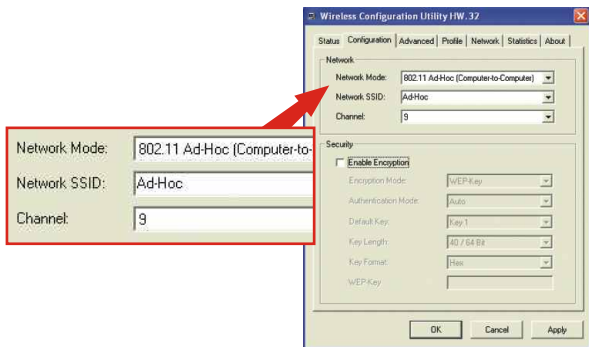 Wireless Configuration Utility HW.32
Status Configuration Advanced Profile Network Statistics About
Network
Network Mode: 802.11 Ad-Hoc (Computer-to-Computer)
Network SSID: Ad-Hoc
Channel: 9
Security
Enable Encryption
Encryption Mode: WEP-Key
Authentication Mode: Auto
Default Key: Key 1
Key Length: 40 / 64 Bit
Key Format: Hex
WEP-Key
OK Cancel Apply
Network Mode: 802.11 Ad-Hoc (Computer-to-
Network SSID: Ad-Hoc
Channel: 9